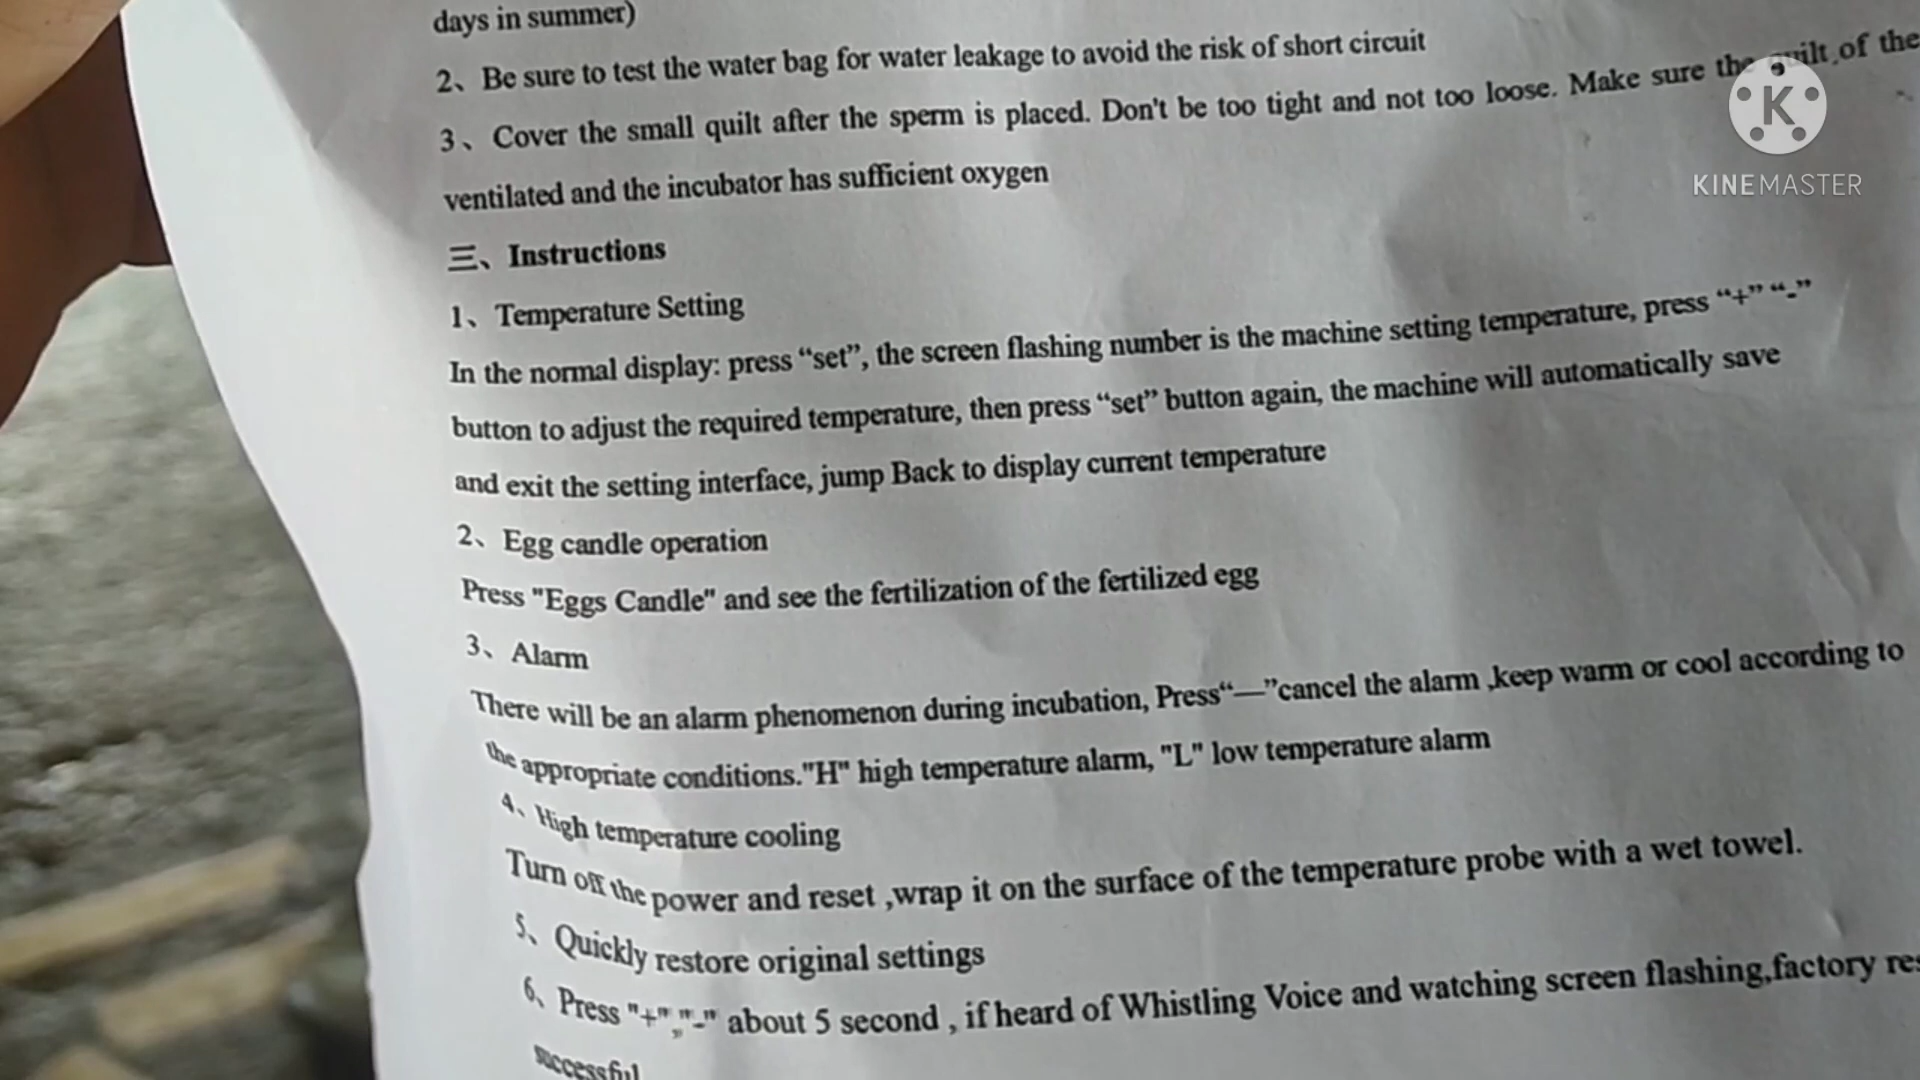 days in summer)
2、Be sure to test the water bag for water leakage to avoid the risk of short circuit
3、Cover the small quilt after the sperm is placed. Don't be too tight and not too loose. Make sure the of the
ventilated and the incubator has sufficient oxygen
三、Instructions
1、Temperature Setting
In the normal display: press “set”, the screen flashing number is the machine setting temperature, press “+” “-”
button to adjust the required temperature, then press “set” button again, the machine will automatically save
and exit the setting interface, jump Back to display current temperature
2、Egg candle operation
Press "Eggs Candle" and see the fertilization of the fertilized egg
3、Alarm
There will be an alarm phenomenon during incubation, Press“—”cancel the alarm ,keep warm or cool according to
the appropriate conditions."H" high temperature alarm, "L" low temperature alarm
4、High temperature cooling
Turn off the power and reset ,wrap it on the surface of the temperature probe with a wet towel.
5、Quickly restore original settings
6、Press "+","-" about 5 second , if heard of Whistling Voice and watching screen flashing,factory res
successful
K
KINEMASTER